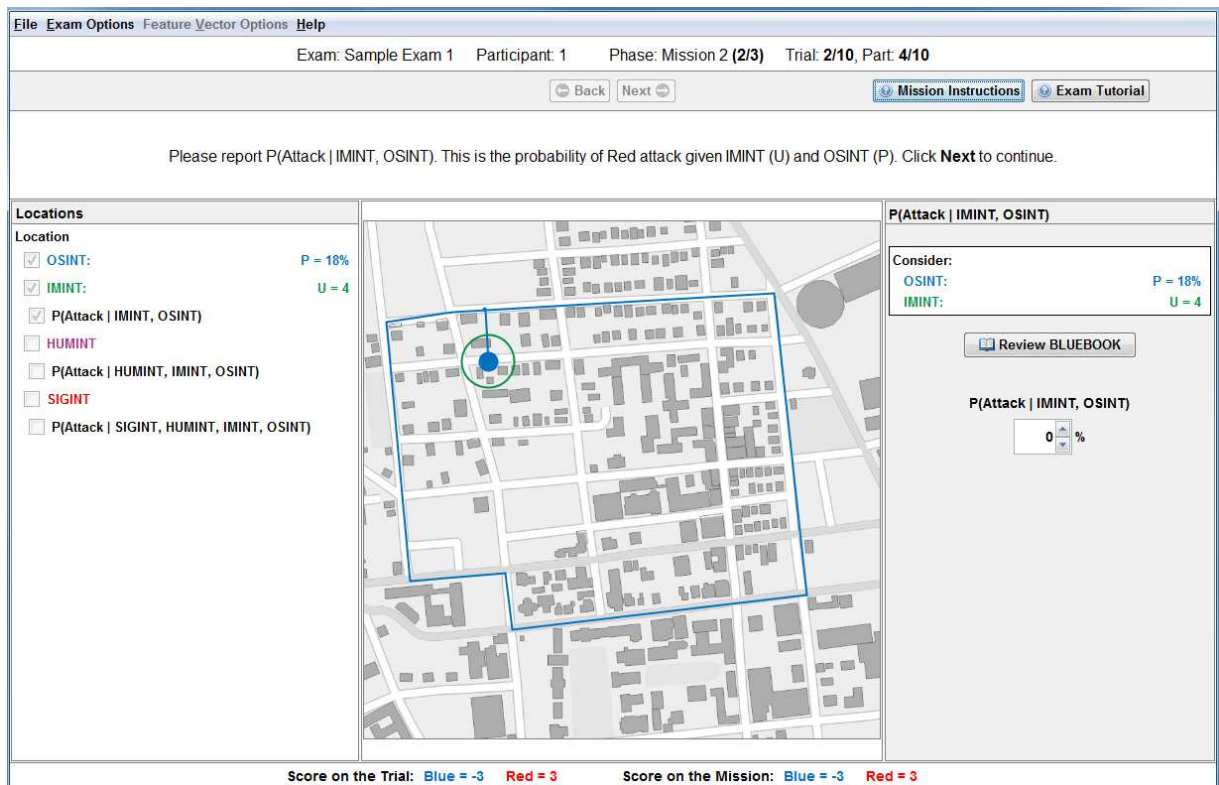 File Exam Options Feature Vector Options Help
Exam: Sample Exam 1 Participant: 1 Phase: Mission 2 (2/3) Trial: 2/10, Part: 4/10
Back Next Mission Instructions Exam Tutorial
Please report P(Attack | IMINT, OSINT). This is the probability of Red attack given IMINT (U) and OSINT (P). Click Next to continue.
Locations
Location
OSINT: P = 18%
IMINT: U = 4
P(Attack | IMINT, OSINT)
HUMINT
P(Attack | HUMINT, IMINT, OSINT)
SIGINT
P(Attack | SIGINT, HUMINT, IMINT, OSINT)
P(Attack | IMINT, OSINT)
Consider:
OSINT: P = 18%
IMINT: U = 4
Review BLUEBOOK
P(Attack | IMINT, OSINT)
0 %
Score on the Trial: Blue = -3 Red = 3 Score on the Mission: Blue = -3 Red = 3